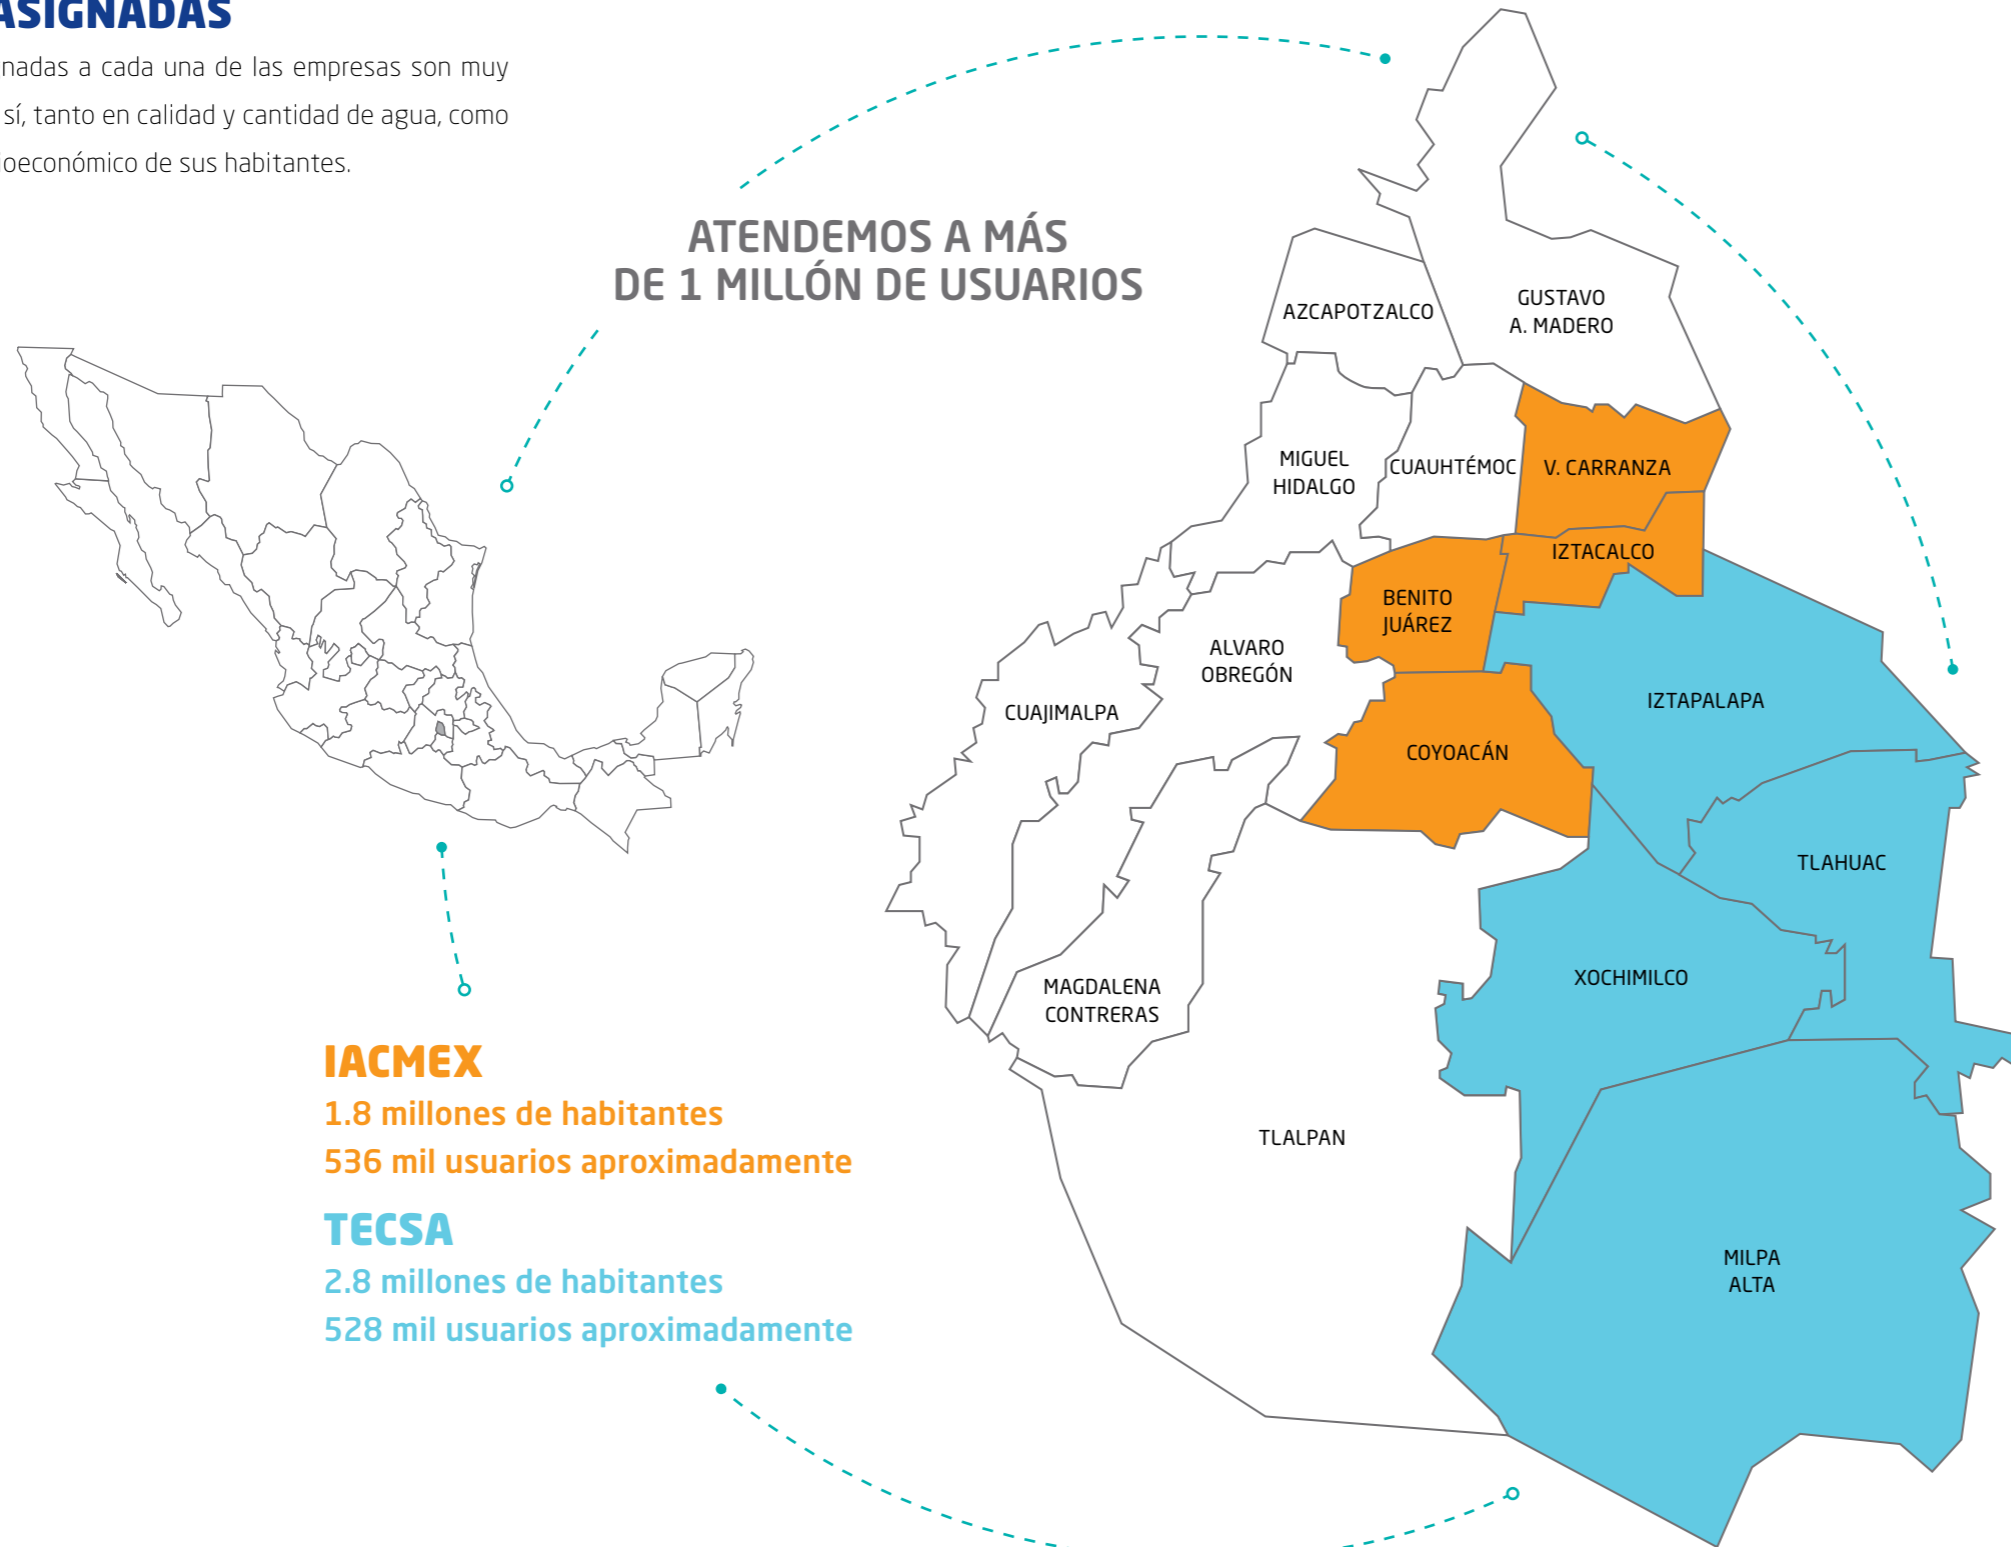 ASIGNADAS
nadas a cada una de las empresas son muy
sí, tanto en calidad y cantidad de agua, como
ioeconómico de sus habitantes.
ATENDEMOS A MÁS
DE 1 MILLÓN DE USUARIOS
AZCAPOTZALCO
GUSTAVO
A. MADERO
MIGUEL
HIDALGO
CUAUHTÉMOC
V. CARRANZA
IZTACALCO
BENITO
JUÁREZ
ALVARO
OBREGÓN
CUAJIMALPA
IZTAPALAPA
COYOACÁN
TLAHUAC
MAGDALENA
CONTRERAS
XOCHIMILCO
TLALPAN
MILPA
ALTA
IACMEX
1.8 millones de habitantes
536 mil usuarios aproximadamente
TECSA
2.8 millones de habitantes
528 mil usuarios aproximadamente